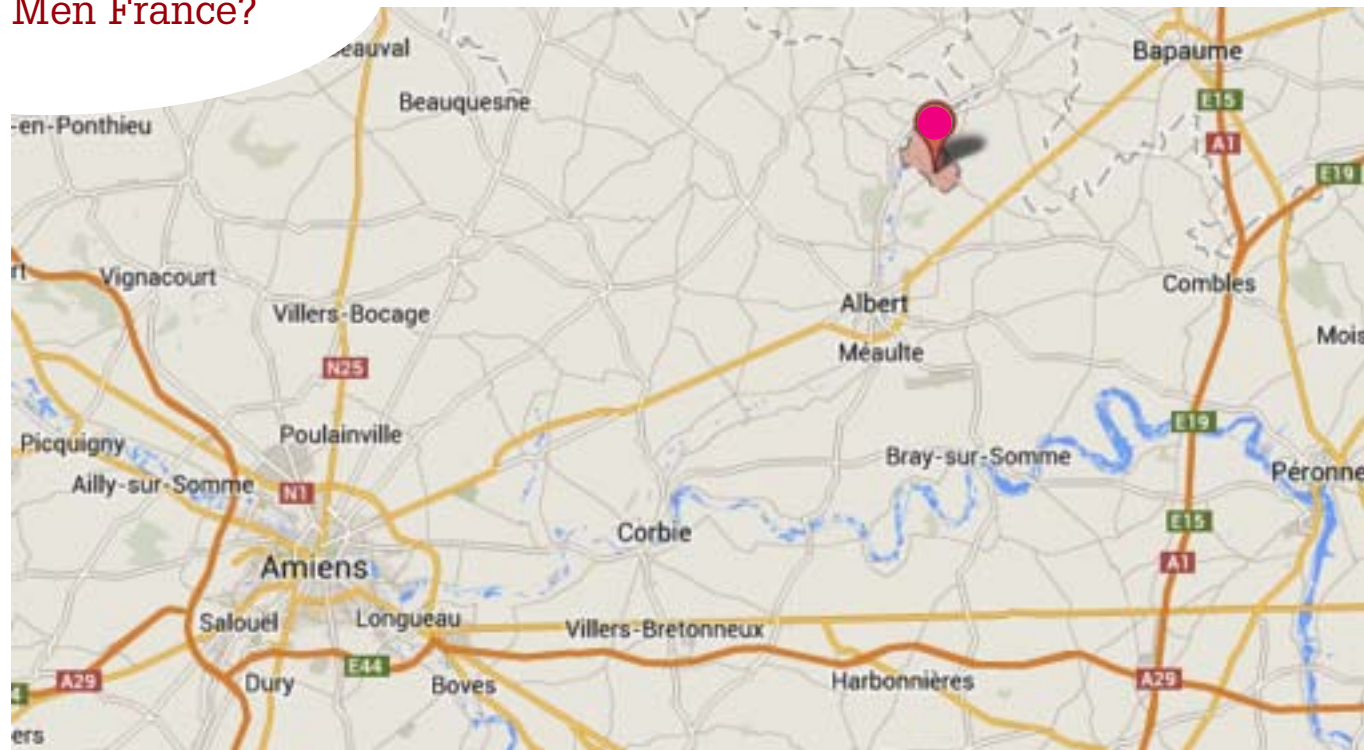 Men France?
eauval
Bapaume
Beauquesne
E15
-en-Ponthieu
A1
E19
Vignacourt
Combles
Albert
Villers-Bocage
Mois
Méaulte
N25
E19
Poulainville
Picquigny
Bray-sur-Somme
Péronne
Ailly-sur-Somme
N1
E15
Corbie
A1
Amiens
Salouël
Longueau
Villers-Bretonneux
E44
A29
Dury
Boves
Harbonnières
A29
4
ers